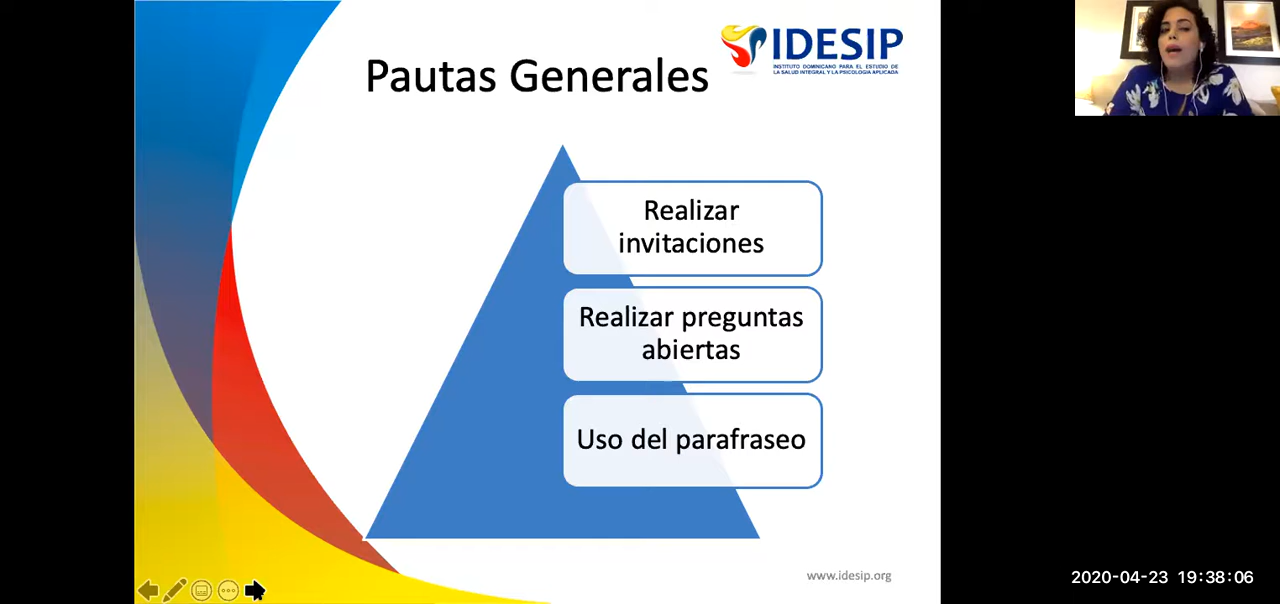 Pautas Generales
IDESIP
INSTITUTO DOMINICANO PARA EL ESTUDIO DE
LA SALUD INTEGRAL Y LA PSICOLOGIA APLICADA
Realizar
invitaciones
Realizar preguntas
abiertas
Uso del parafraseo
www.idesip.org
2020-04-23 19:38:06